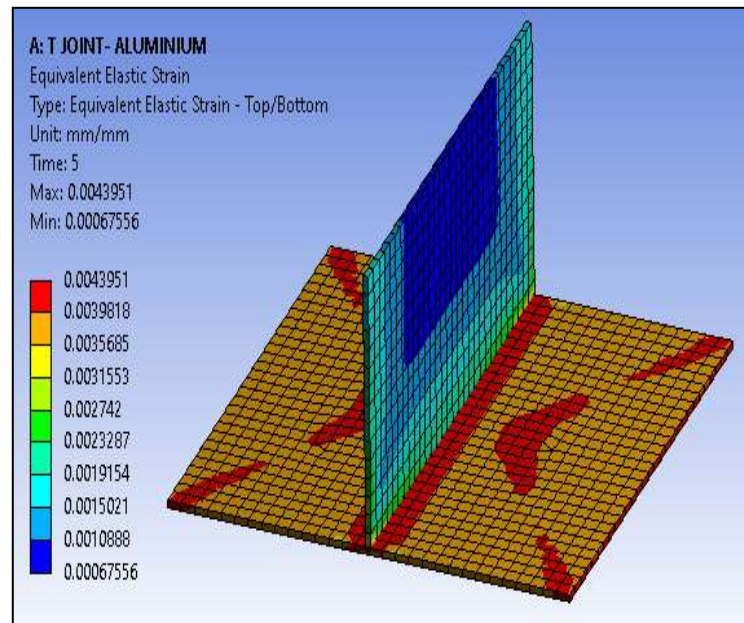 A: T JOINT- ALUMINIUM
Equivalent Elastic Strain
Type: Equivalent Elastic Strain - Top/Bottom
Unit: mm/mm
Time: 5
Max: 0.0043951
Min: 0.00067556
0.0043951
0.0039818
0.0035685
0.0031553
0.002742
0.0023287
0.0019154
0.0015021
0.0010888
0.00067556